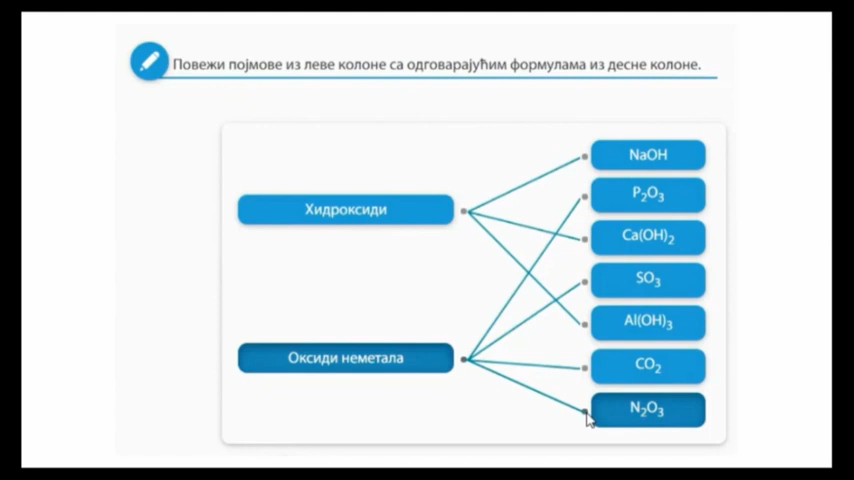 Повежи појмове из леве колоне са одговарајућим формулама из десне колоне.
Хидроксиди
Оксиди неметала
NaOH
P₂O₃
Ca(OH)₂
SO₃
Al(OH)₃
CO₂
N₂O₃